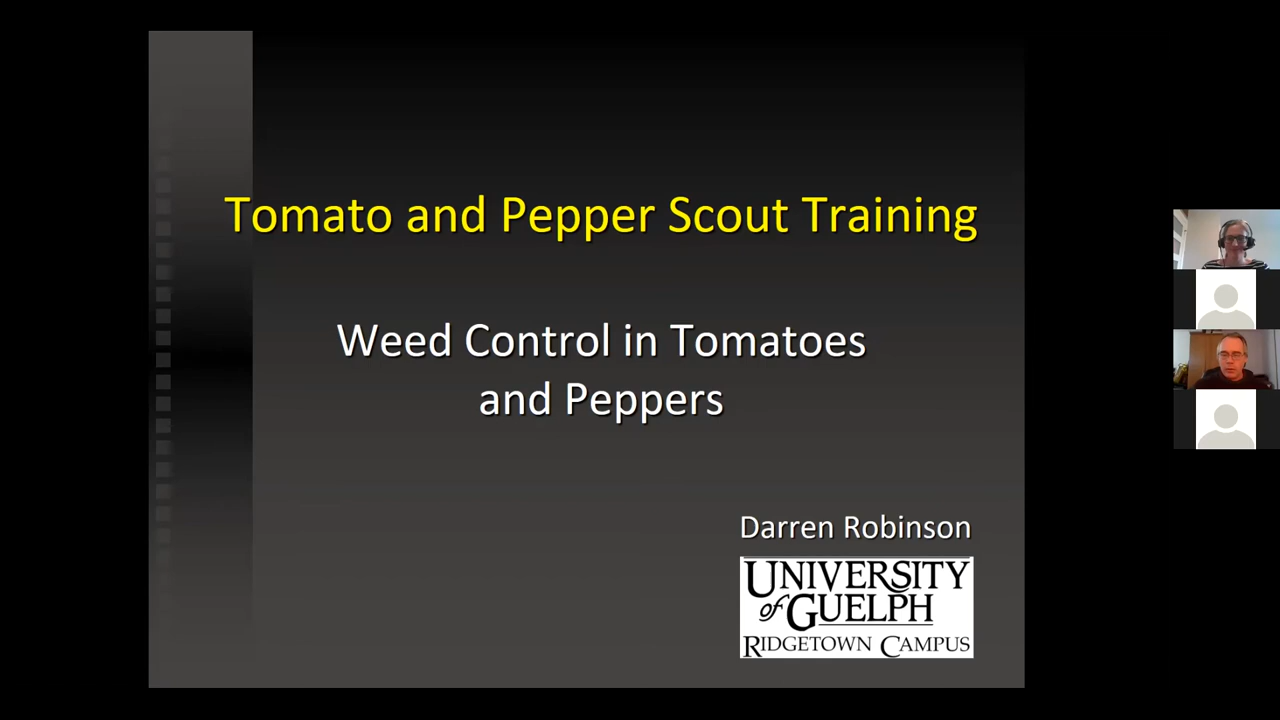 Tomato and Pepper Scout Training
Weed Control in Tomatoes
and Peppers
Darren Robinson
UNIVERSITY
of GUELPH
RIDGETOWN CAMPUS